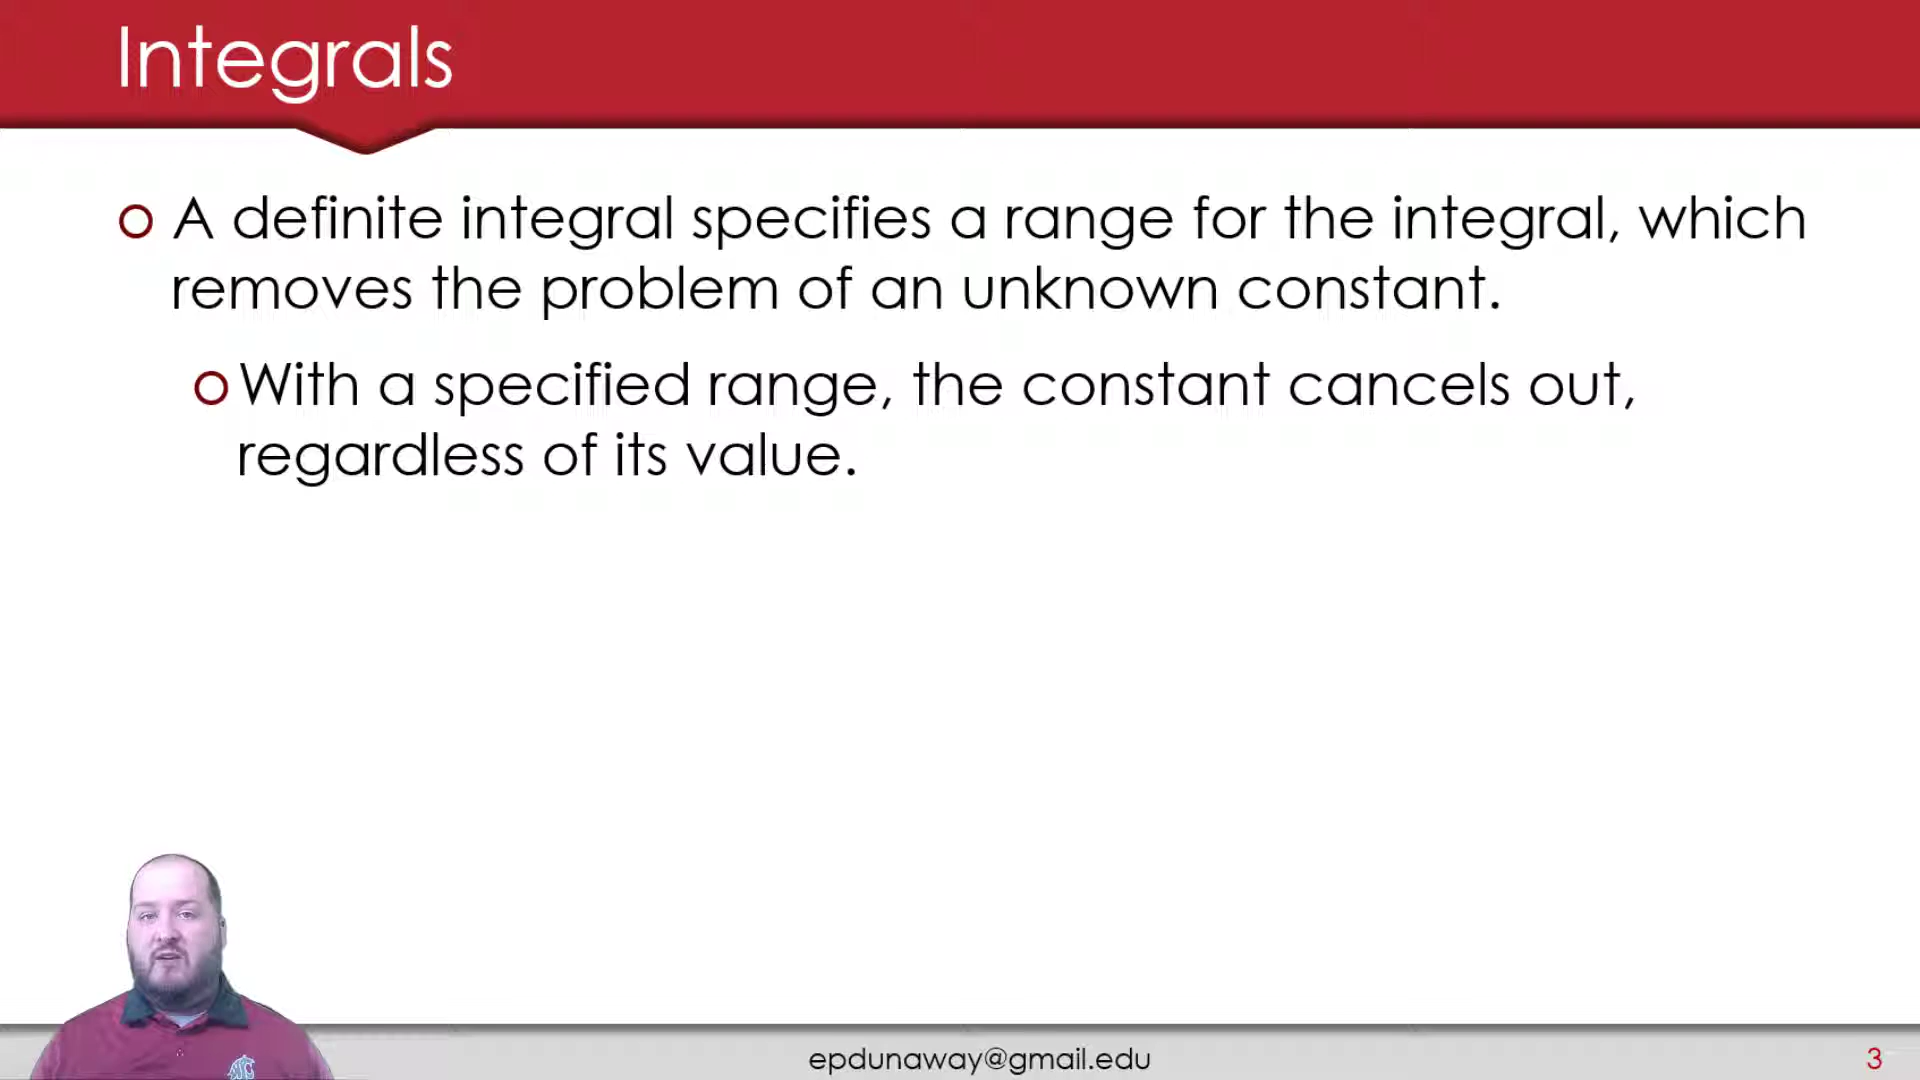 Integrals
A definite integral specifies a range for the integral, which
removes the problem of an unknown constant.
With a specified range, the constant cancels out,
regardless of its value.
epdunaway@gmail.edu
3